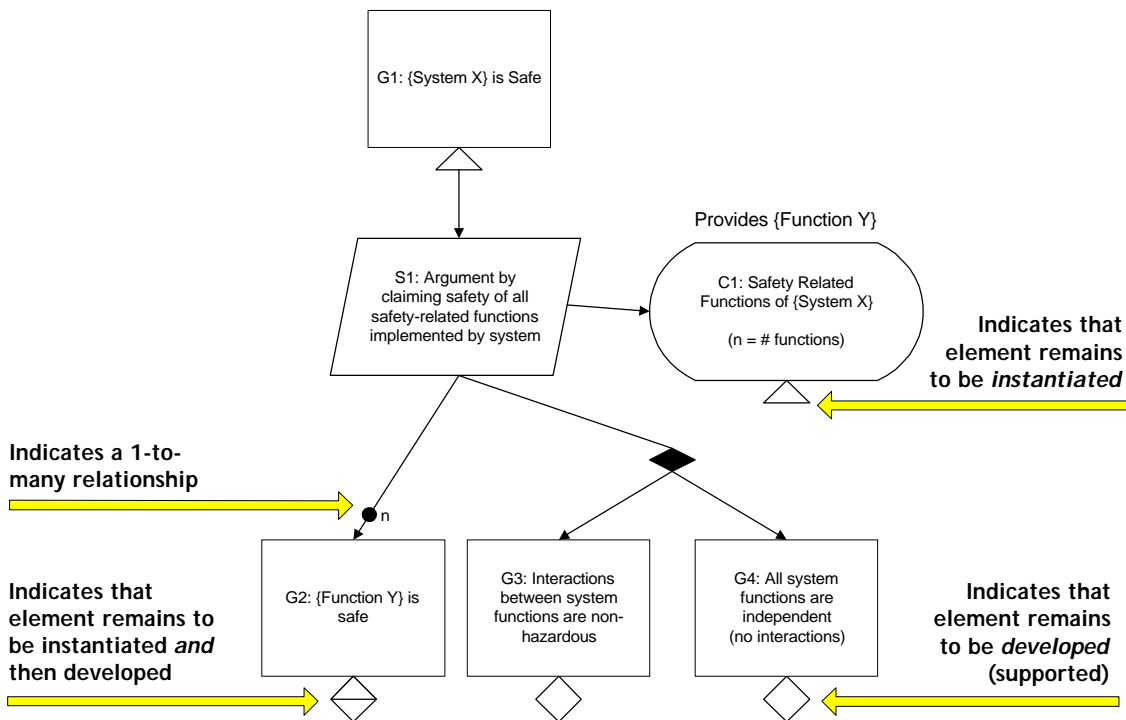 G1: {System X} is Safe
Provides {Function Y}
S1: Argument by
claiming safety of all
safety-related functions
implemented by system
C1: Safety Related
Functions of {System X}
(n = # functions)
Indicates that
element remains
to be instantiated
Indicates a 1-to-
many relationship
n
G2: {Function Y} is
safe
G3: Interactions
between system
functions are non-
hazardous
G4: All system
functions are
independent
(no interactions)
Indicates that
element remains to
be instantiated and
then developed
Indicates that
element remains
to be developed
(supported)